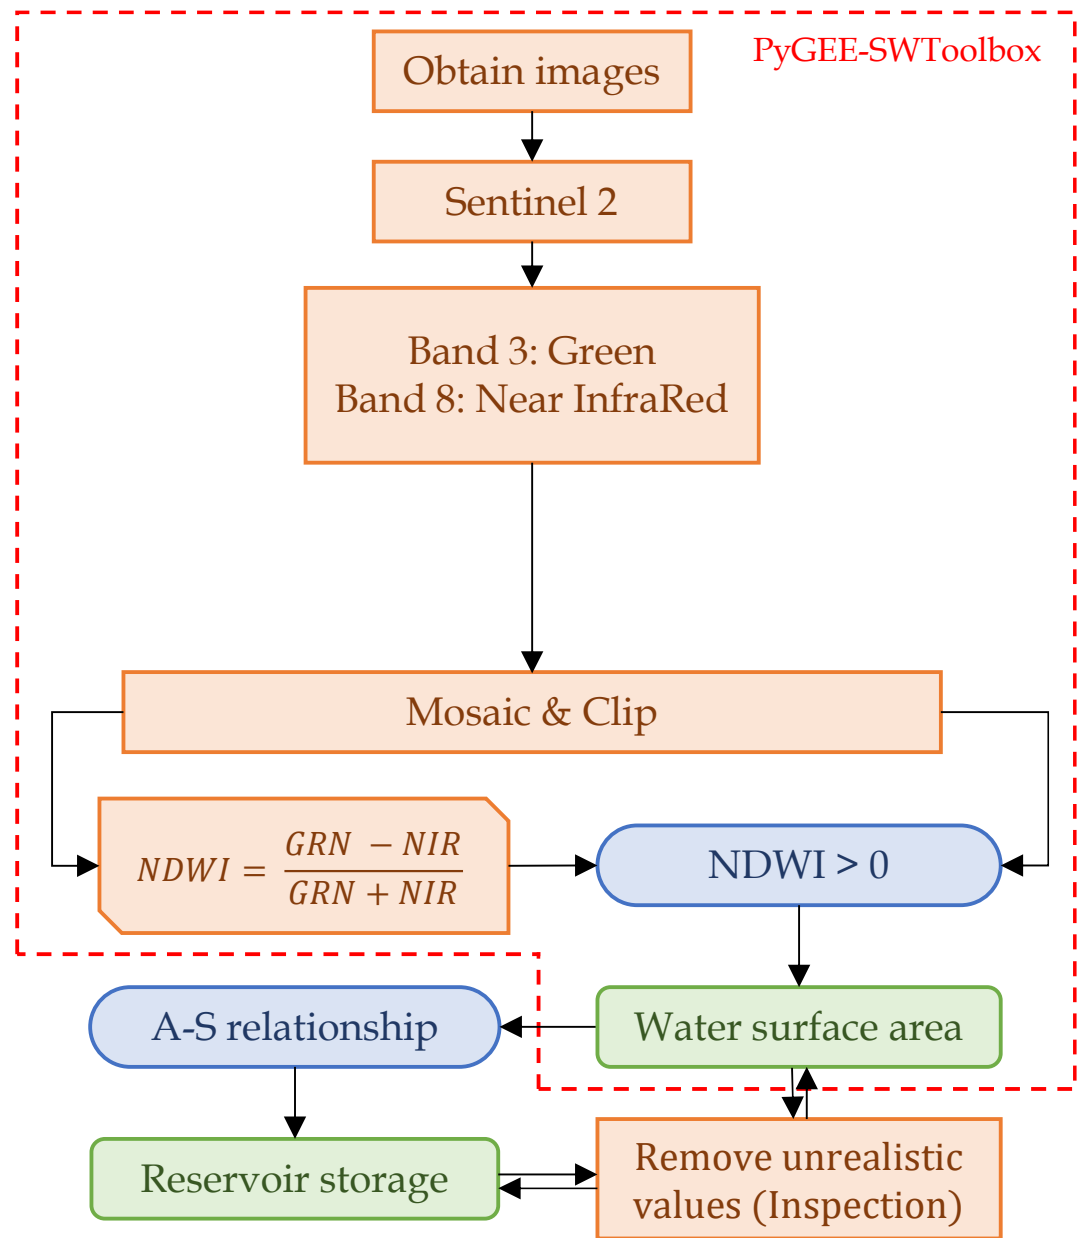 PyGEE-SWToolbox
Obtain images
Sentinel 2
Band 3: Green
Band 8: Near InfraRed
Mosaic & Clip
NDWI = (GRN − NIR) / (GRN + NIR)
NDWI > 0
A-S relationship
Water surface area
Reservoir storage
Remove unrealistic
values (Inspection)